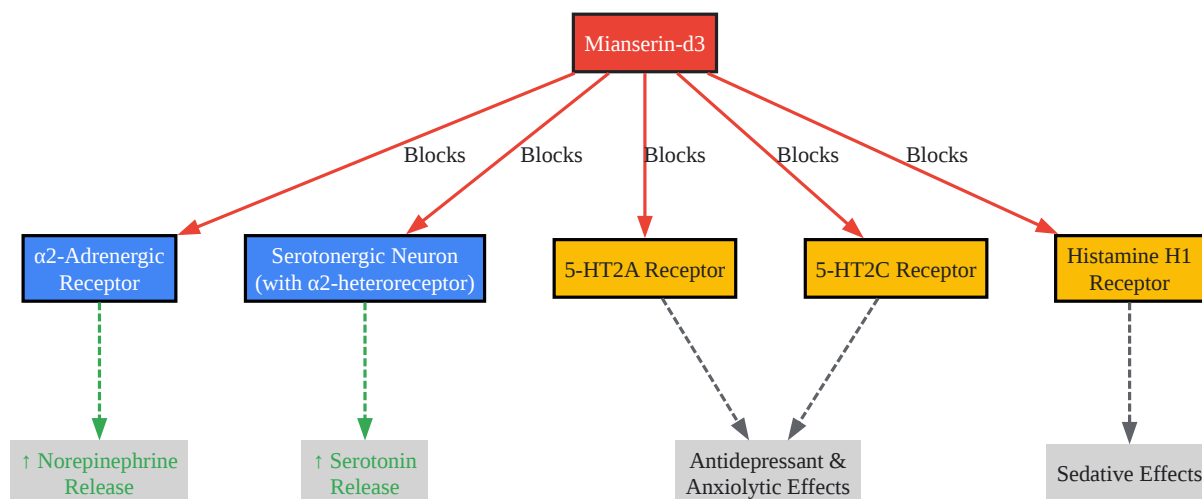 Mianserin-d3
Blocks
Blocks
Blocks
Blocks
Blocks
α2-Adrenergic
Receptor
Serotonergic Neuron
(with α2-heteroreceptor)
5-HT2A Receptor
5-HT2C Receptor
Histamine H1
Receptor
↑ Norepinephrine
Release
↑ Serotonin
Release
Antidepressant &
Anxiolytic Effects
Sedative Effects